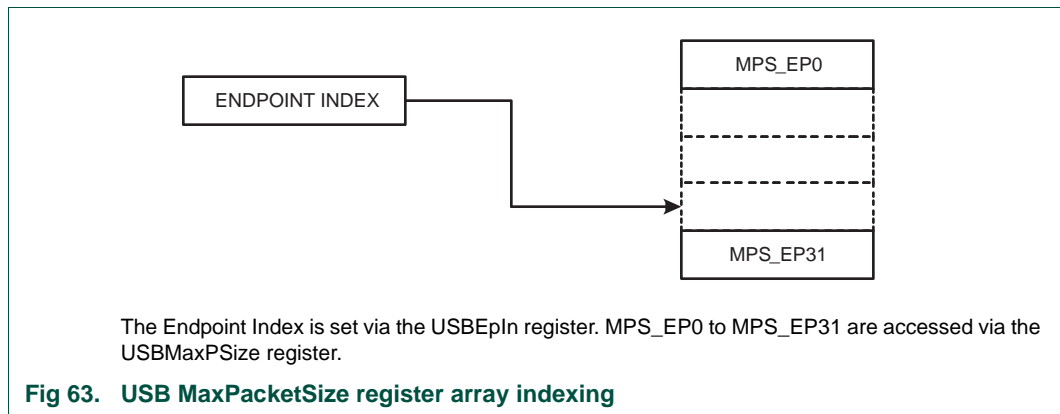 MPS_EP0
ENDPOINT INDEX
MPS_EP31
The Endpoint Index is set via the USBEpIn register. MPS_EP0 to MPS_EP31 are accessed via the
USBMaxPSize register.
Fig 63. USB MaxPacketSize register array indexing